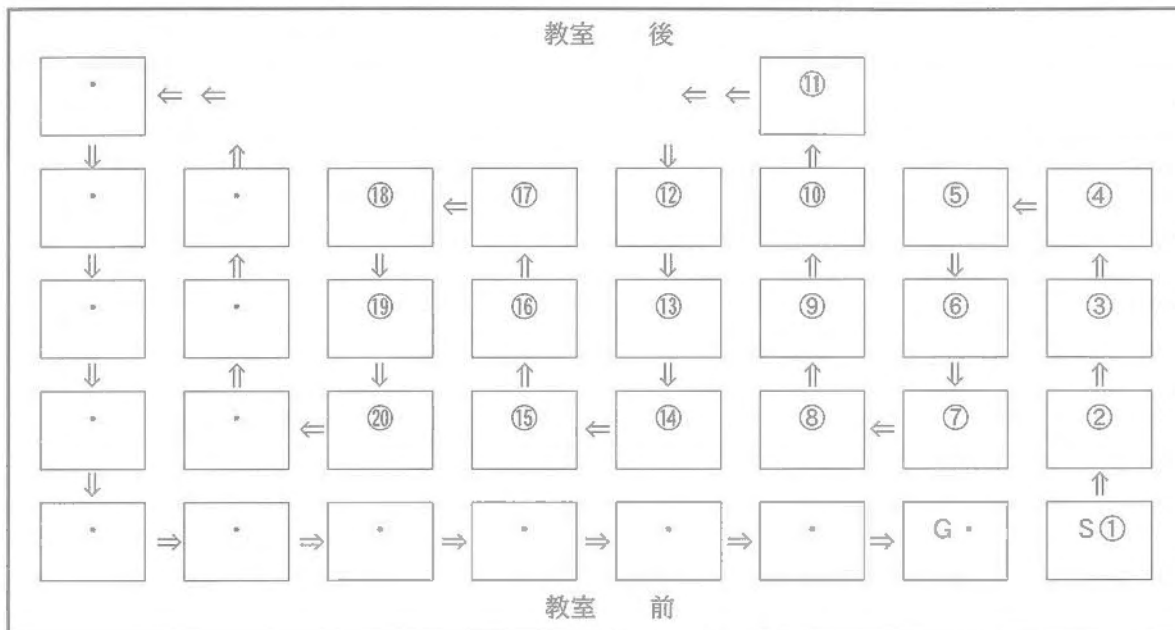 教室 後
・ ⇐ ⇐ ⇐ ⇐ ⑪
⇓ ⇑ ⇓ ⇑
・ ・ ⑱ ⇐ ⑰ ⑫ ⑩ ⑤ ⇐ ④
⇓ ⇑ ⇓ ⇑ ⇓ ⇑ ⇓ ⇑
・ ・ ⑲ ⑯ ⑬ ⑨ ⑥ ③
⇓ ⇑ ⇓ ⇑ ⇓ ⇑ ⇓ ⇑
・ ・ ⇐ ⑳ ⑮ ⇐ ⑭ ⑧ ⇐ ⑦ ②
⇓ ⇑
・ ⇒ ・ ⇒ ・ ⇒ ・ ⇒ ・ ⇒ ・ ⇒ G・ S①
教室 前